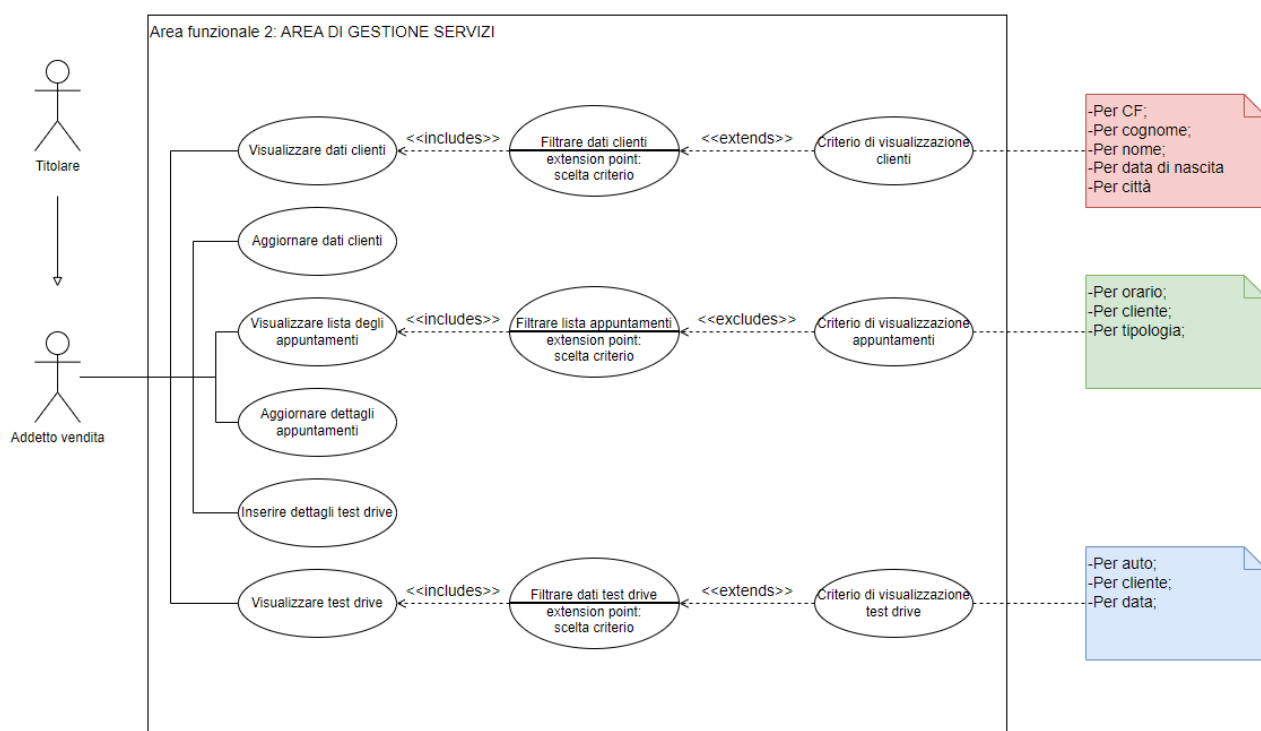 Area funzionale 2: AREA DI GESTIONE SERVIZI
Titolare
Addetto vendita
Visualizzare dati clienti
<<includes>>
Filtrare dati clienti
extension point:
scelta criterio
<<extends>>
Criterio di visualizzazione
clienti
-Per CF;
-Per cognome;
-Per nome;
-Per data di nascita
-Per città
Aggiornare dati clienti
Visualizzare lista degli
appuntamenti
<<includes>>
Filtrare lista appuntamenti
extension point:
scelta criterio
<<excludes>>
Criterio di visualizzazione
appuntamenti
-Per orario;
-Per cliente;
-Per tipologia;
Aggiornare dettagli
appuntamenti
Inserire dettagli test drive
Visualizzare test drive
<<includes>>
Filtrare dati test drive
extension point:
scelta criterio
<<extends>>
Criterio di visualizzazione
test drive
-Per auto;
-Per cliente;
-Per data;